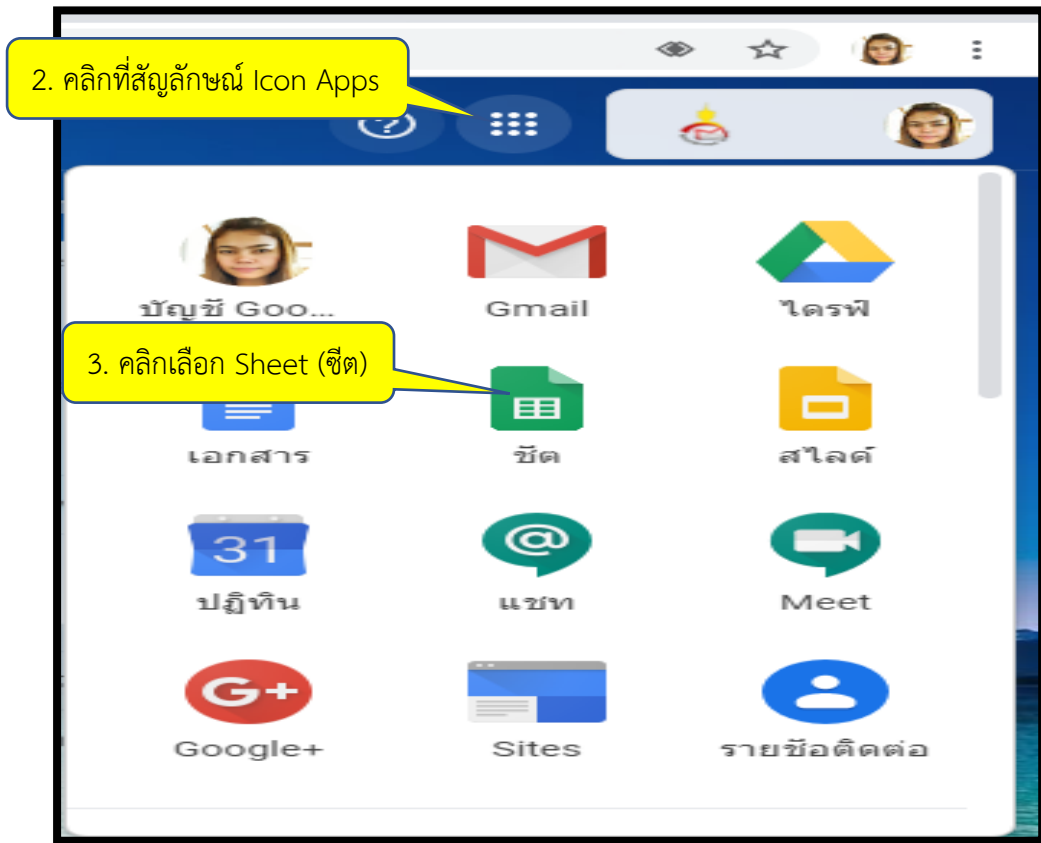 2. คลิกที่สัญลักษณ์ Icon Apps
บัญชี Goo...
Gmail
ไดรฟ์
3. คลิกเลือก Sheet (ซีต)
เอกสาร
ชีต
สไลด์
31
ปฏิทิน
แชท
Meet
G+
Google+
Sites
รายชื่อติดต่อ